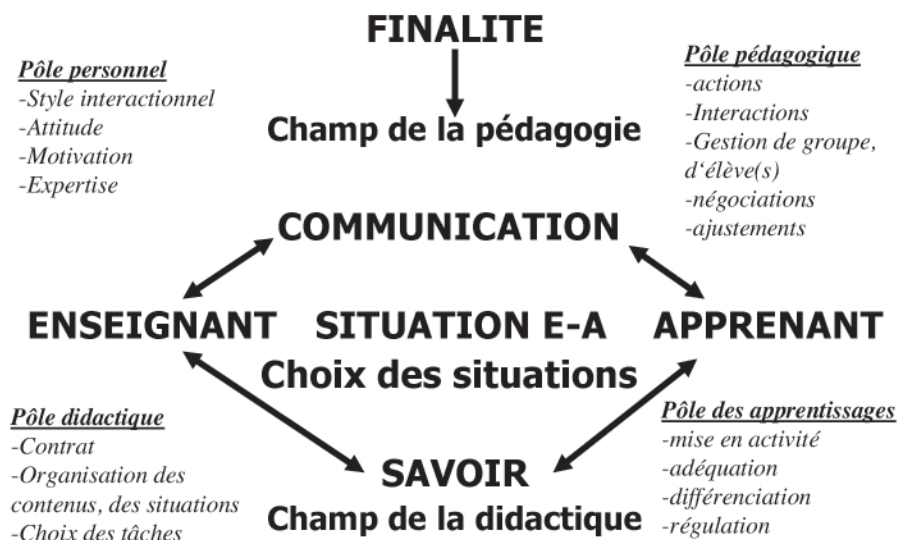 FINALITE
Pôle personnel
-Style interactionnel
-Attitude
-Motivation
-Expertise
Pôle pédagogique
-actions
-Interactions
-Gestion de groupe,
d'élève(s)
-négociations
-ajustements
Champ de la pédagogie
COMMUNICATION
ENSEIGNANT
SITUATION E-A
APPRENANT
Choix des situations
Pôle didactique
-Contrat
-Organisation des
contenus, des situations
-Choix des tâches
Pôle des apprentissages
-mise en activité
-adéquation
-différenciation
-régulation
SAVOIR
Champ de la didactique